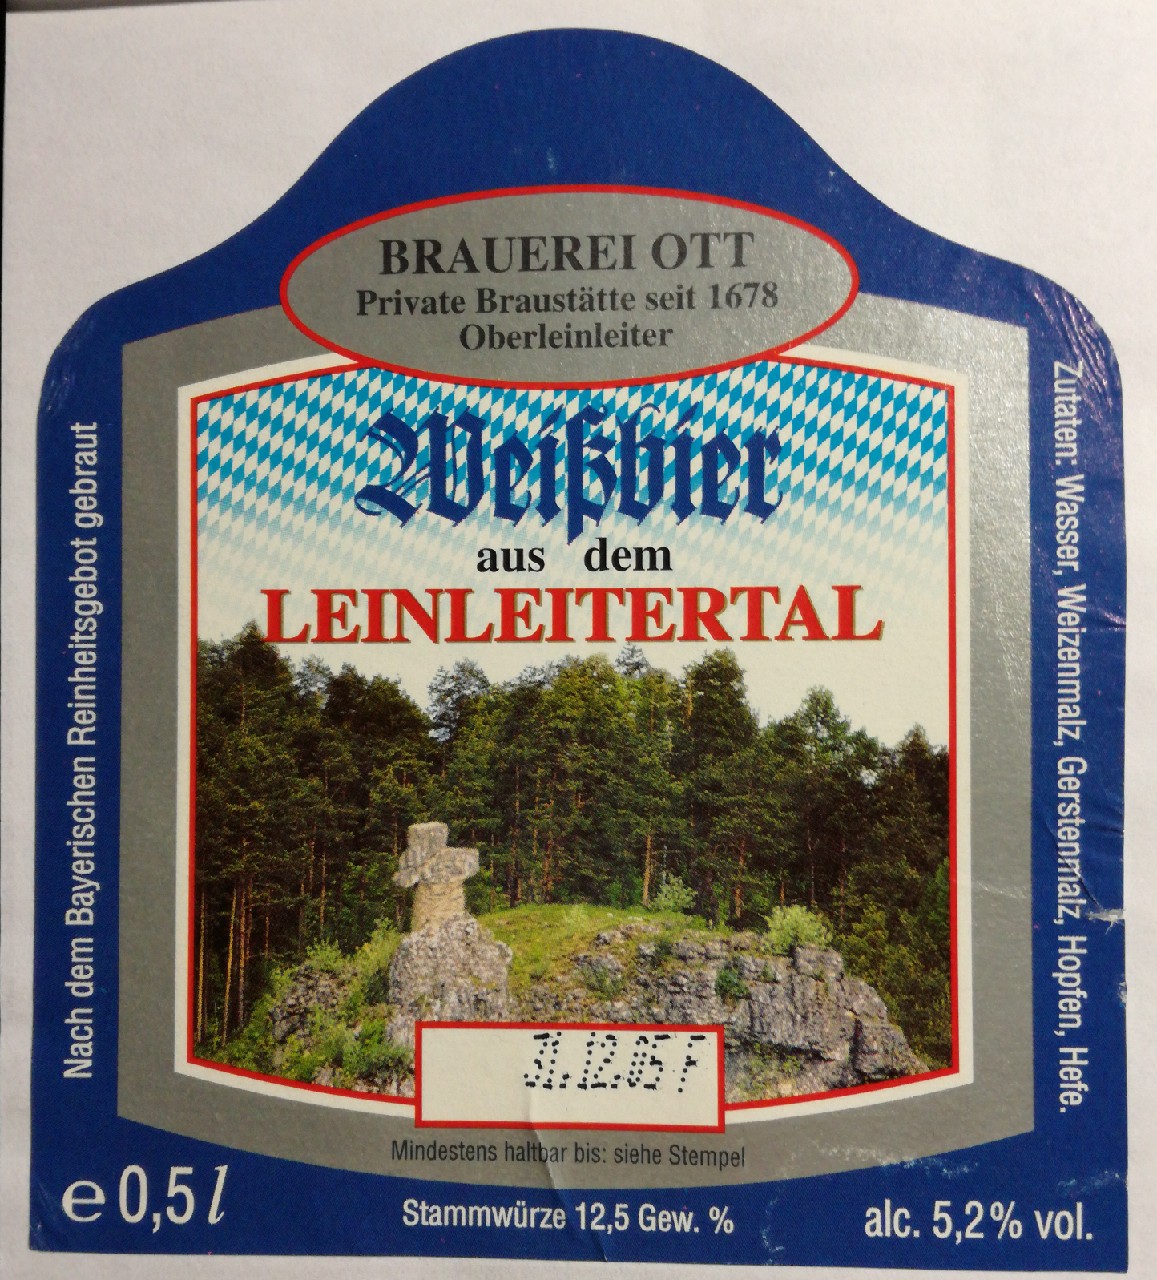 BRAUEREI OTT
Private Braustätte seit 1678
Oberleinleiter
Weißbier
aus dem
LEINLEITERTAL
31.12.05 F
Mindestens haltbar bis: siehe Stempel
Nach dem Bayerischen Reinheitsgebot gebraut
Zutaten: Wasser, Weizenmalz, Gerstenmalz, Hopfen, Hefe.
e 0,5 l
Stammwürze 12,5 Gew. %
alc. 5,2% vol.